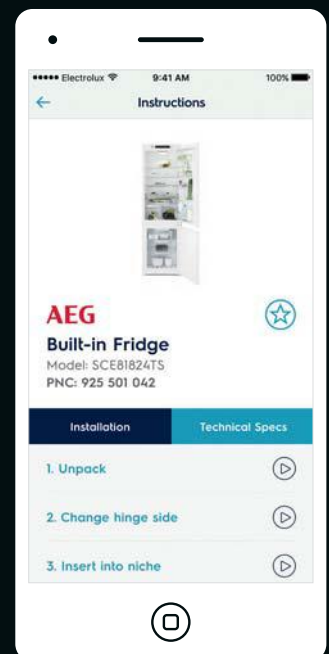 ●●●●● Electrolux 9:41 AM 100%
Instructions
AEG
Built-in Fridge
Model: SCE81824TS
PNC: 925 501 042
Installation Technical Specs
1. Unpack
2. Change hinge side
3. Insert into niche